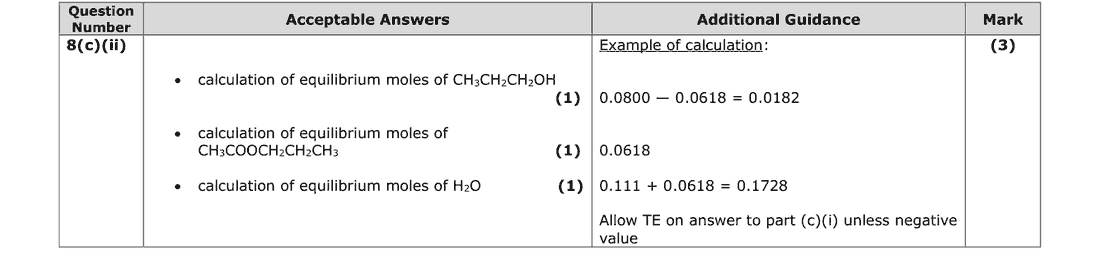 Question Number
Acceptable Answers
Additional Guidance
Mark
8(c)(ii)
Example of calculation:
(3)
• calculation of equilibrium moles of CH₃CH₂CH₂OH
(1)
0.0800 — 0.0618 = 0.0182
• calculation of equilibrium moles of
CH₃COOCH₂CH₂CH₃
(1)
0.0618
• calculation of equilibrium moles of H₂O
(1)
0.111 + 0.0618 = 0.1728
Allow TE on answer to part (c)(i) unless negative
value